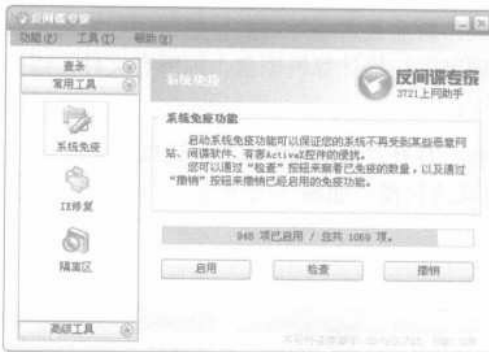 反间谍专家
功能(F) 工具(T) 帮助(H)
查杀
常用工具
系统免疫
IE修复
隔离区
高级工具
系统免疫
反间谍专家
3721上网助手
系统免疫功能
启动系统免疫功能可以保证您的系统不再受到某些恶意网
站、间谍软件、有害ActiveX控件的侵扰。
您可以通过“检查”按钮来察看已免疫的数量,以及通过
“撤销”按钮来撤销已经启用的免疫功能。
948 项已启用 / 总共 1069 项。
启用 检查 撤销